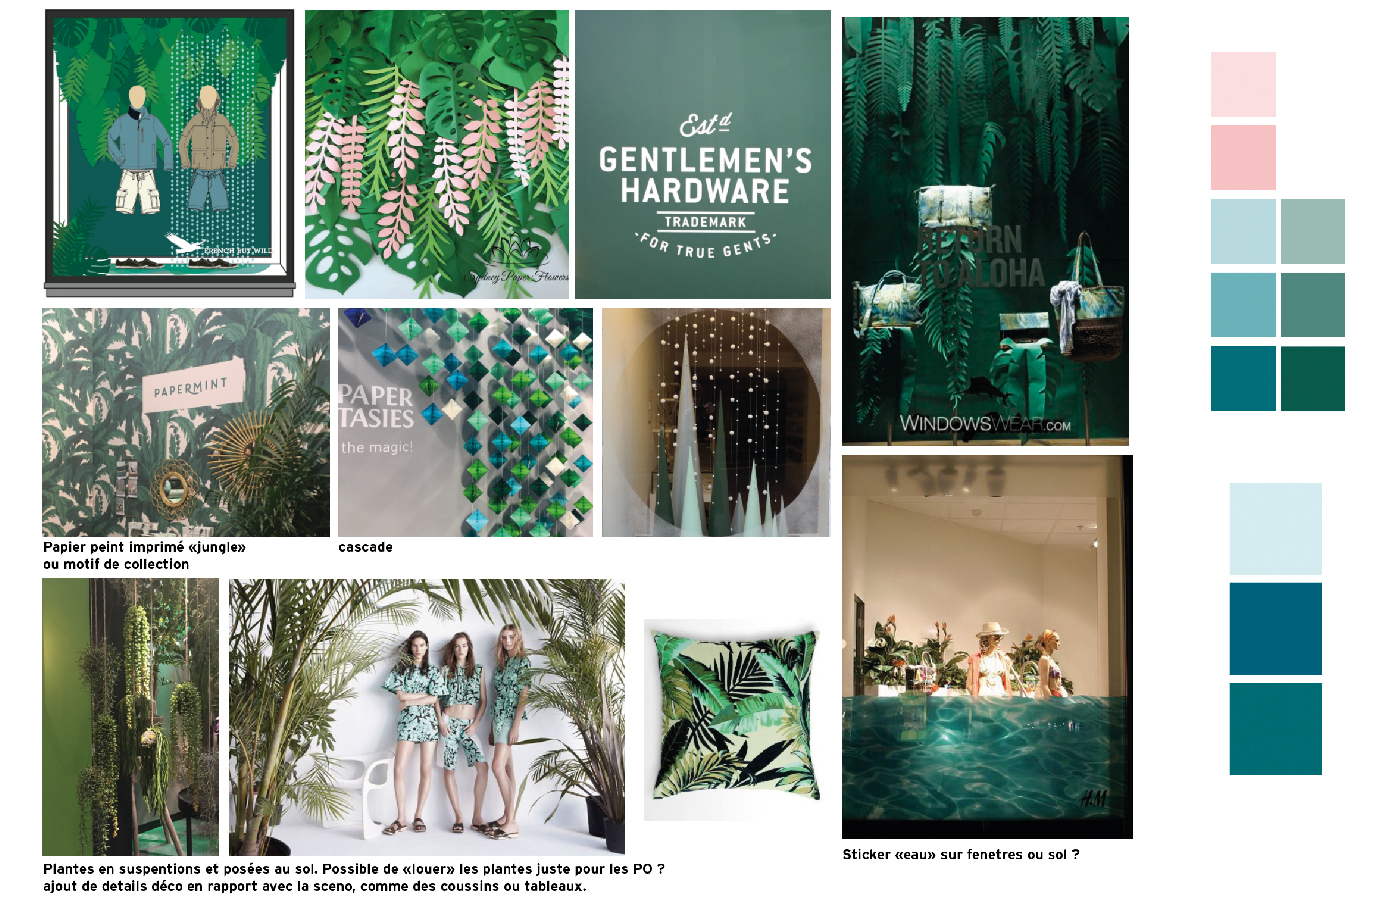 FRENCH BUT WILD
Sydney Paper Flowers
Estd
GENTLEMEN'S
HARDWARE
TRADEMARK
-FOR TRUE GENTS-
RETURN
TO ALOHA
WINDOWSWEAR.COM
PAPERMINT
PAPER
TASIES
the magic!
Papier peint imprimé «jungle»
ou motif de collection
cascade
H&M
Plantes en suspentions et posées au sol. Possible de «louer» les plantes juste pour les PO ?
ajout de details déco en rapport avec la sceno, comme des coussins ou tableaux.
Sticker «eau» sur fenetres ou sol ?